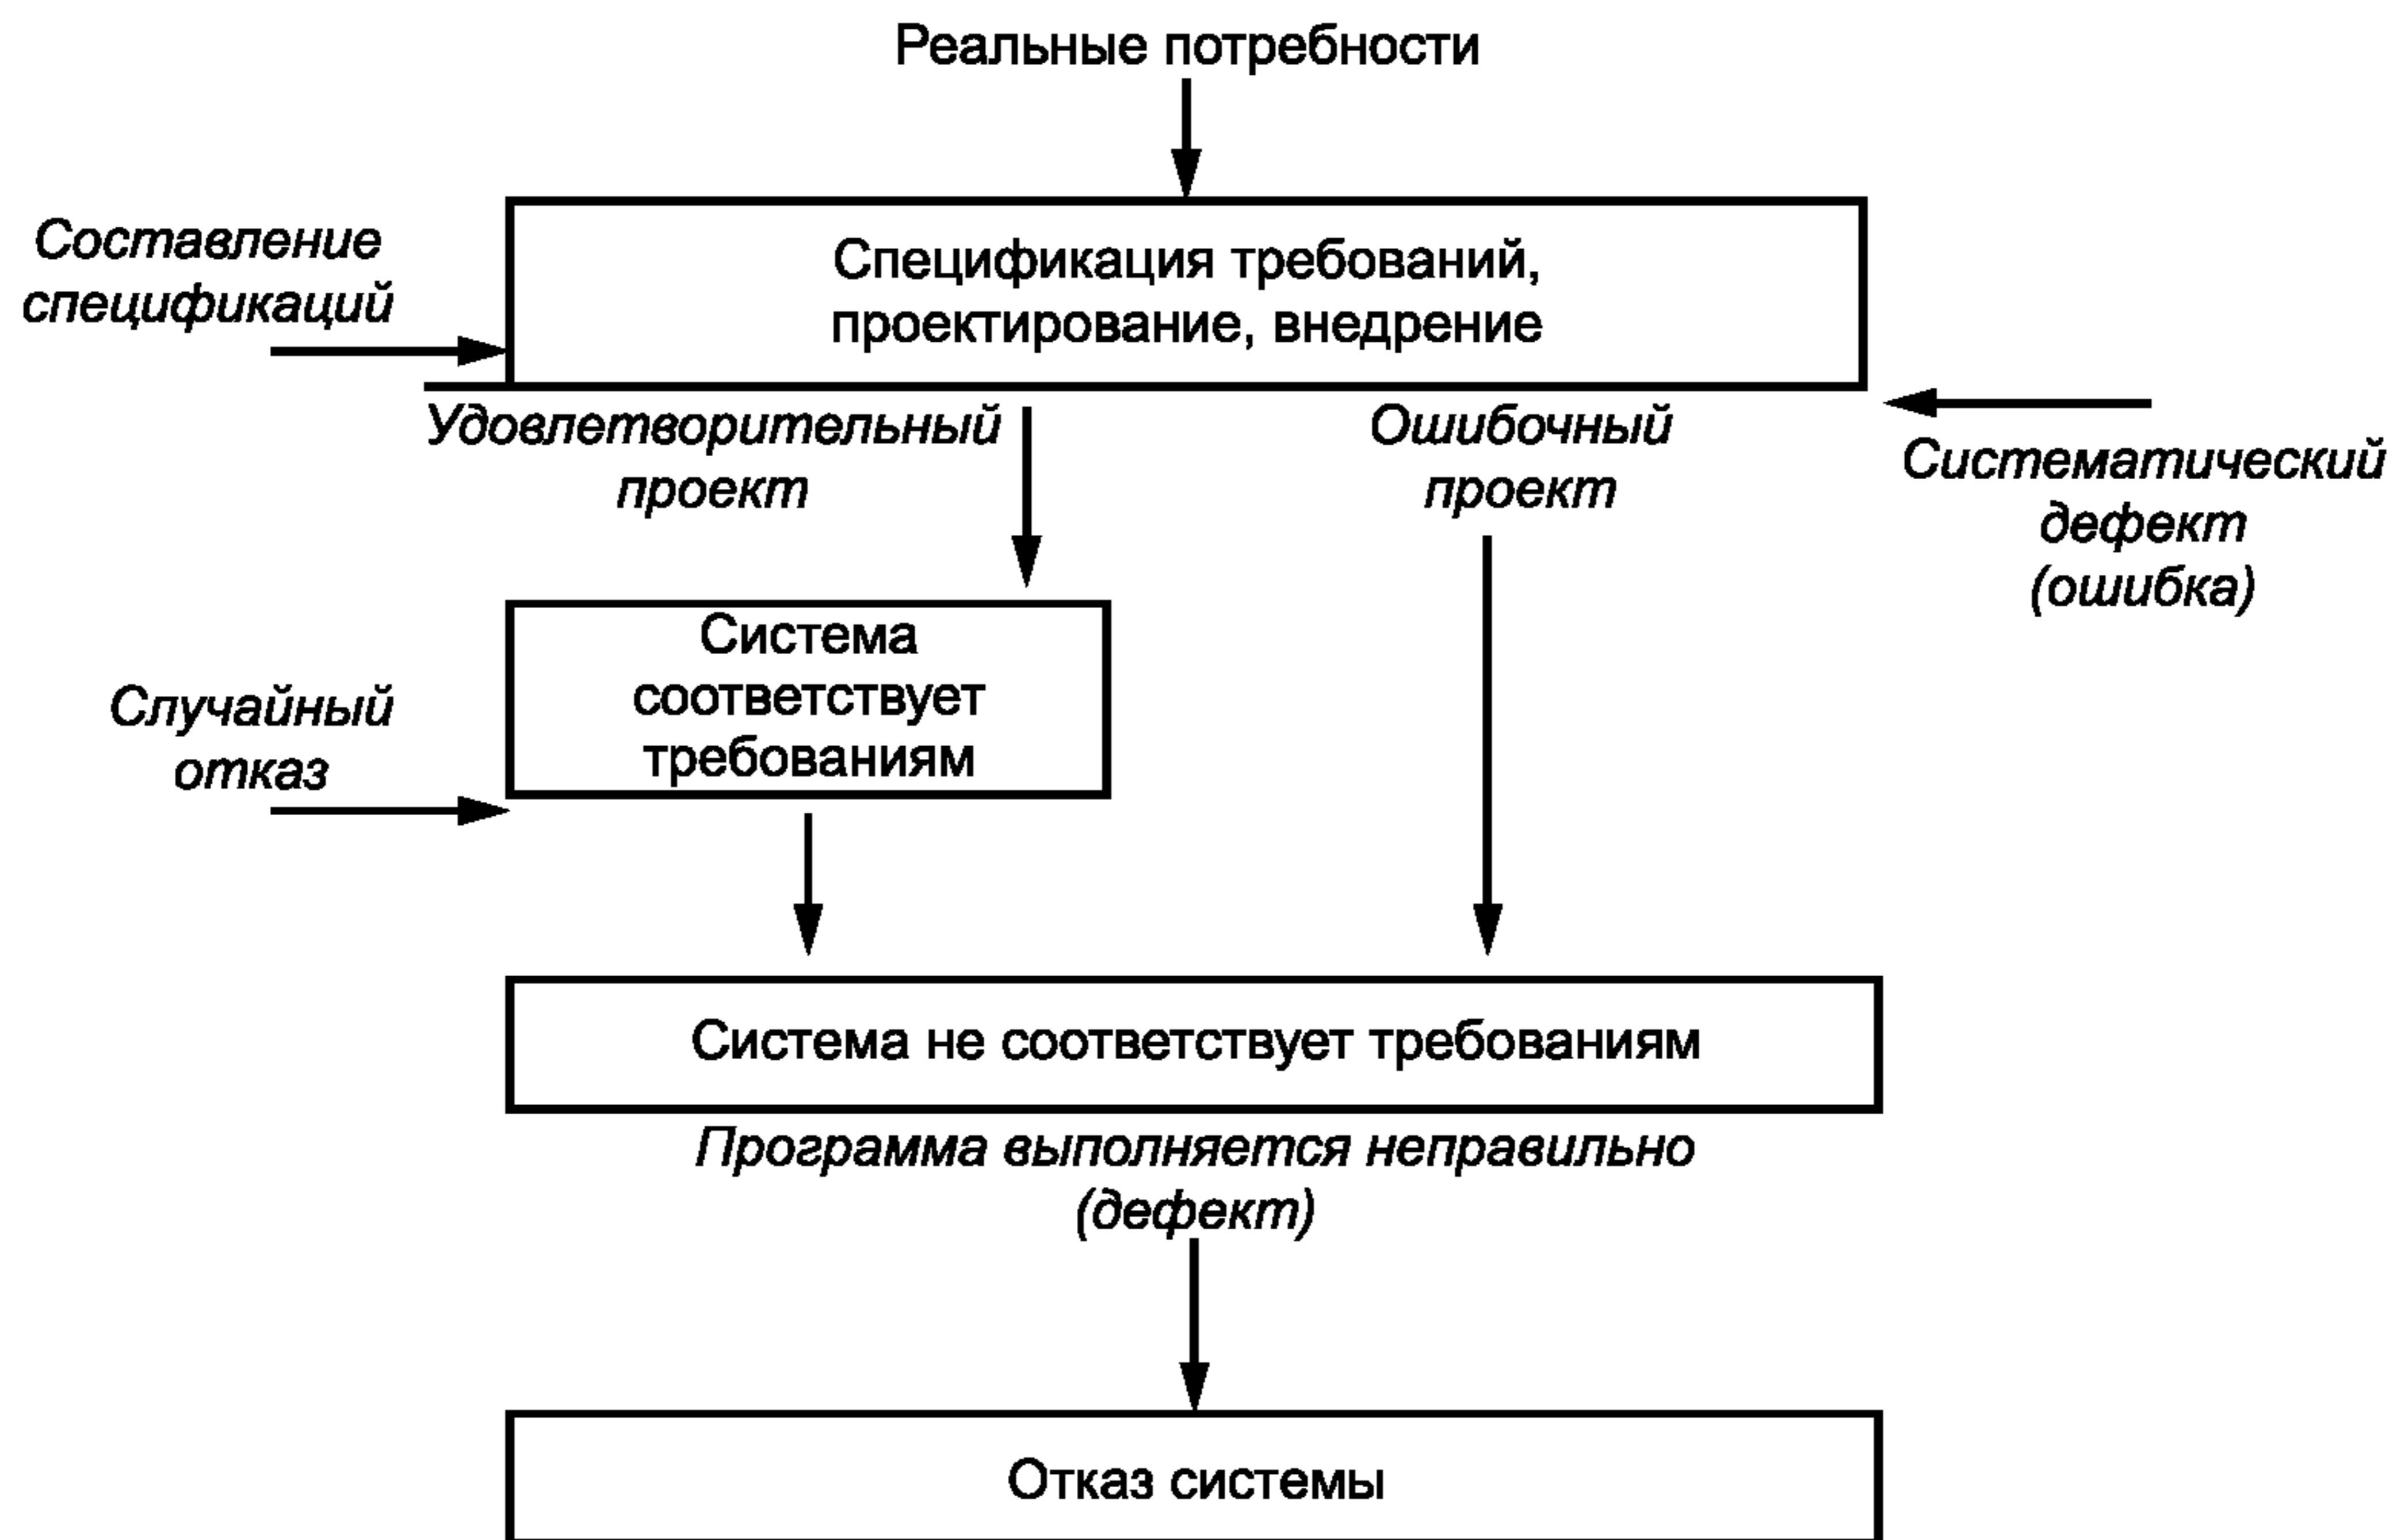 Реальные потребности
Составление
спецификаций
Спецификация требований,
проектирование, внедрение
Удовлетворительный
проект
Ошибочный
проект
Систематический
дефект
(ошибка)
Система
соответствует
требованиям
Случайный
отказ
Система не соответствует требованиям
Программа выполняется неправильно
(дефект)
Отказ системы